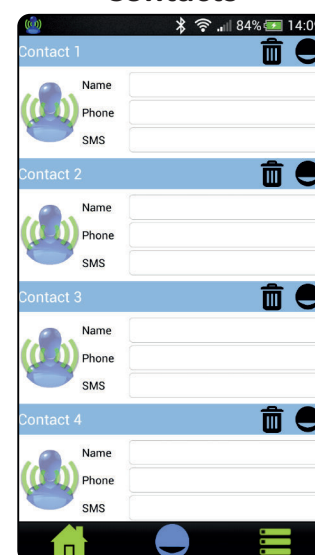 Contacts
84% 14:09
Contact 1
Name
Phone
SMS
Contact 2
Name
Phone
SMS
Contact 3
Name
Phone
SMS
Contact 4
Name
Phone
SMS